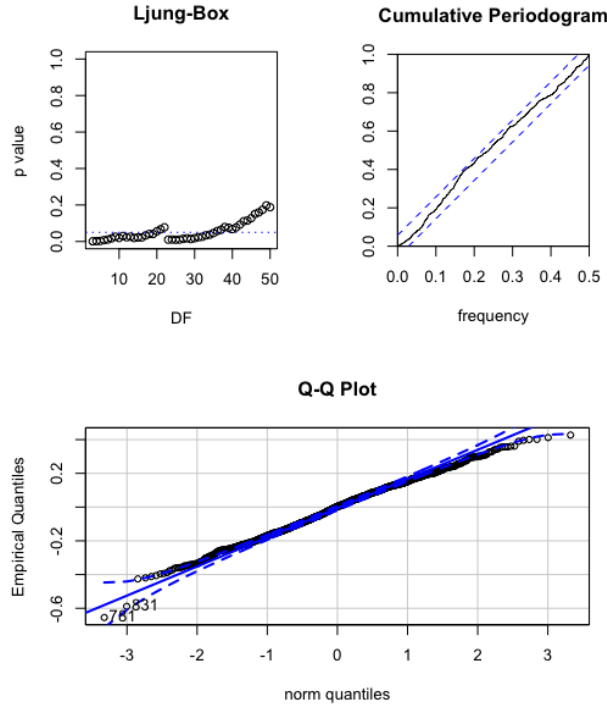 Ljung-Box
p value
1.0
0.8
0.6
0.4
0.2
0.0
10 20 30 40 50
DF
Cumulative Periodogram
1.0
0.8
0.6
0.4
0.2
0.0
0.0 0.1 0.2 0.3 0.4 0.5
frequency
Q-Q Plot
Empirical Quantiles
0.2
-0.2
-0.6
831
761
-3 -2 -1 0 1 2 3
norm quantiles